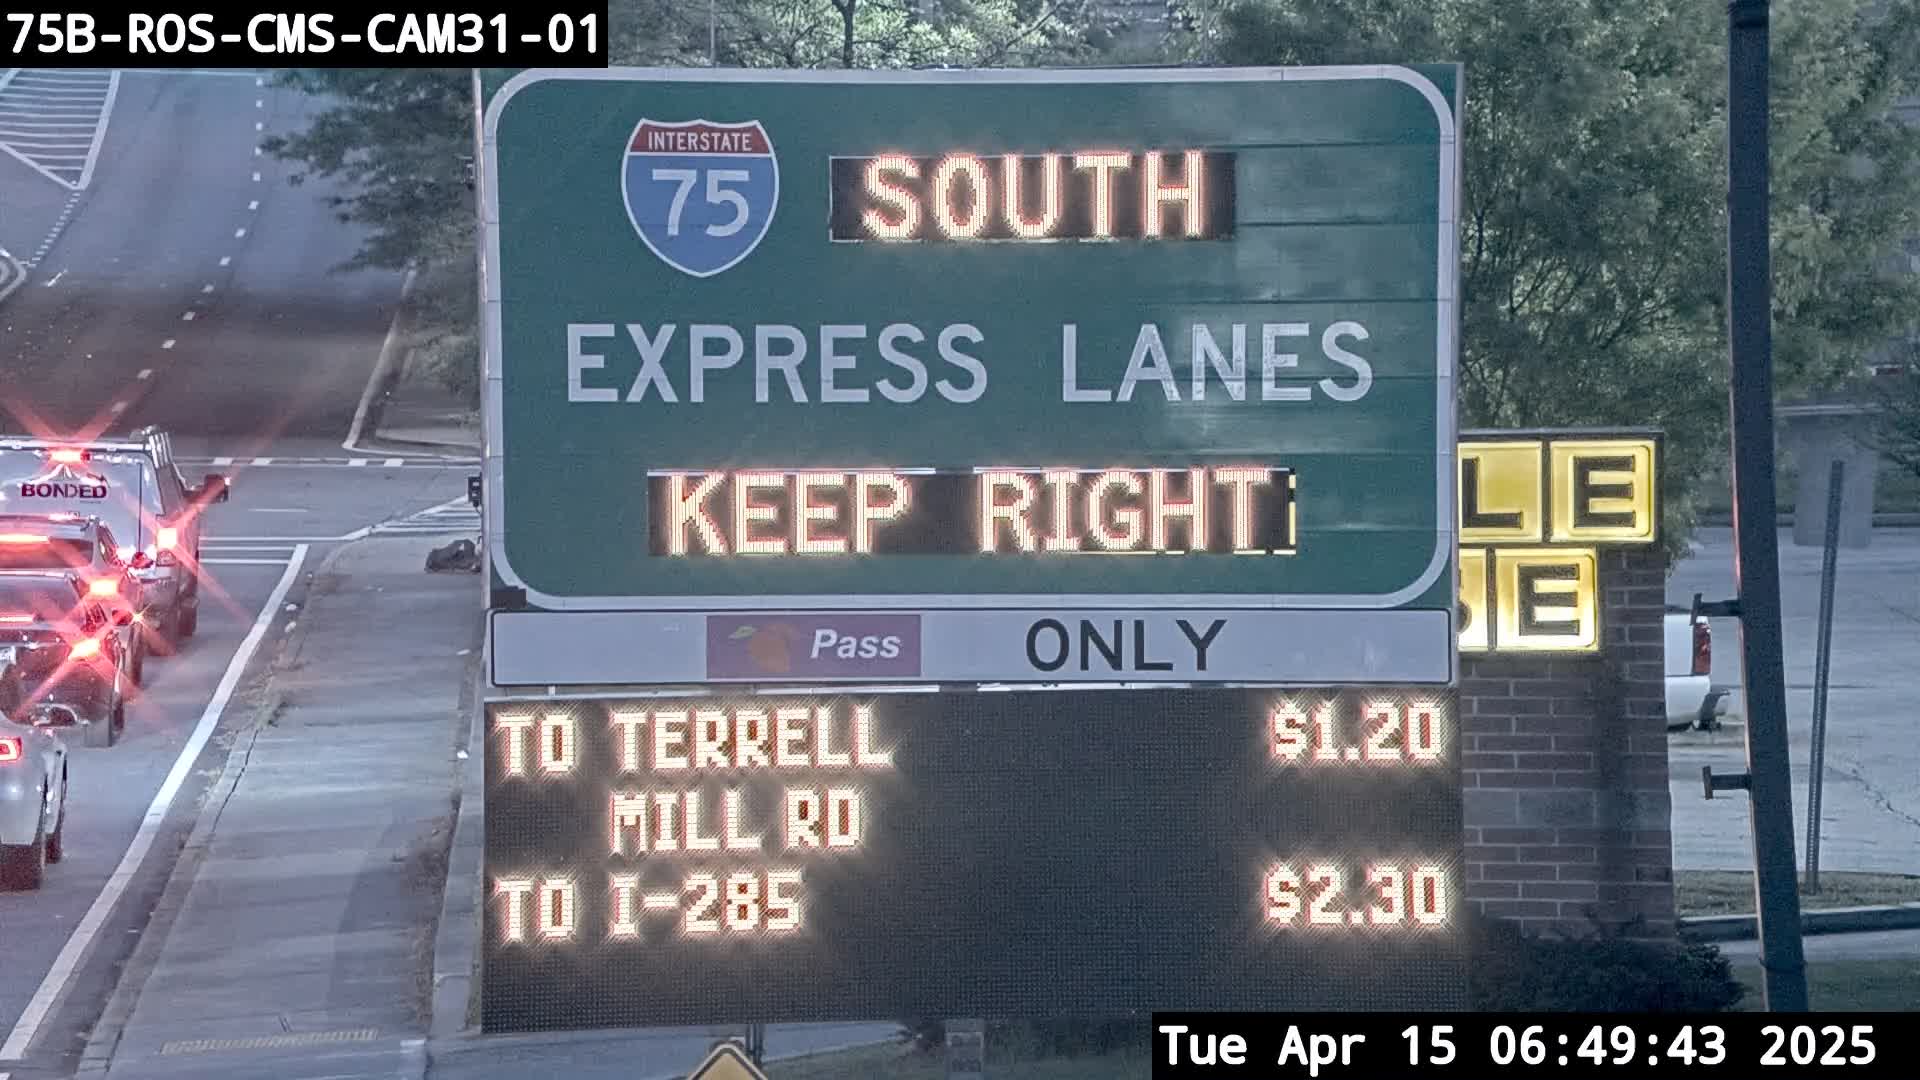 75B-ROS-CMS-CAM31-01
INTERSTATE
75
SOUTH
EXPRESS LANES
KEEP RIGHT
Pass ONLY
TO TERRELL $1.20
MILL RD
TO I-285 $2.30
BONDED
LE
E
Tue Apr 15 06:49:43 2025